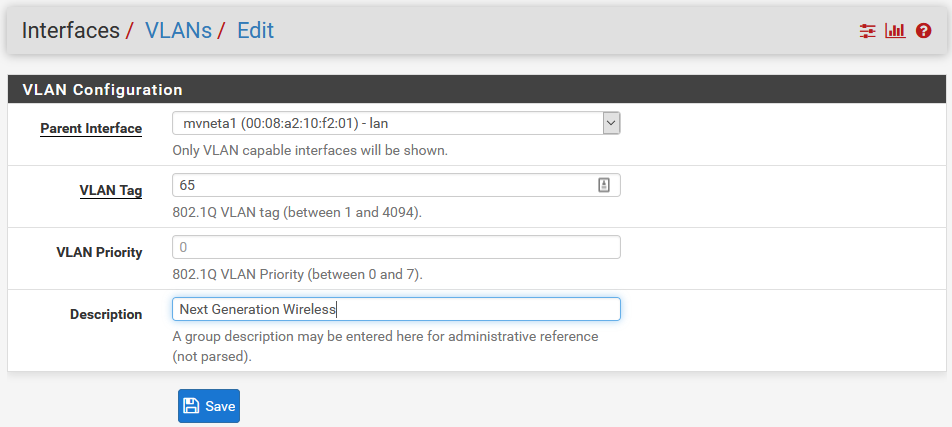 Interfaces / VLANs / Edit
VLAN Configuration
Parent Interface
mvneta1 (00:08:a2:10:f2:01) - lan
Only VLAN capable interfaces will be shown.
VLAN Tag
65
802.1Q VLAN tag (between 1 and 4094).
VLAN Priority
0
802.1Q VLAN Priority (between 0 and 7).
Description
Next Generation Wireless
A group description may be entered here for administrative reference
(not parsed).
Save